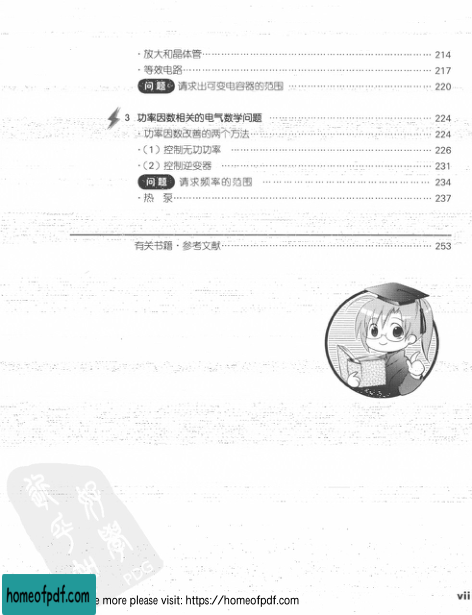 · 放大和晶体管 214
· 等效电路 217
问题 请求出可变电容器的范围 220
3 功率因数相关的电气数学问题 224
· 功率因数改善的两个方法 224
·（1）控制无功功率 226
·（2）控制逆变器 231
问题 请求频率的范围 234
· 热 泵 237
有关书籍·参考文献 253
homeofpdf.com
e more please visit: https://homeofpdf.com
vii